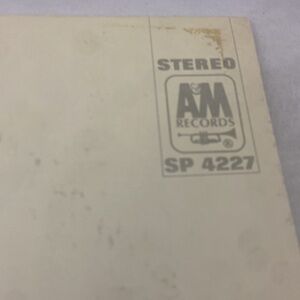 STEREO
A&M
RECORDS
®
SP 4227